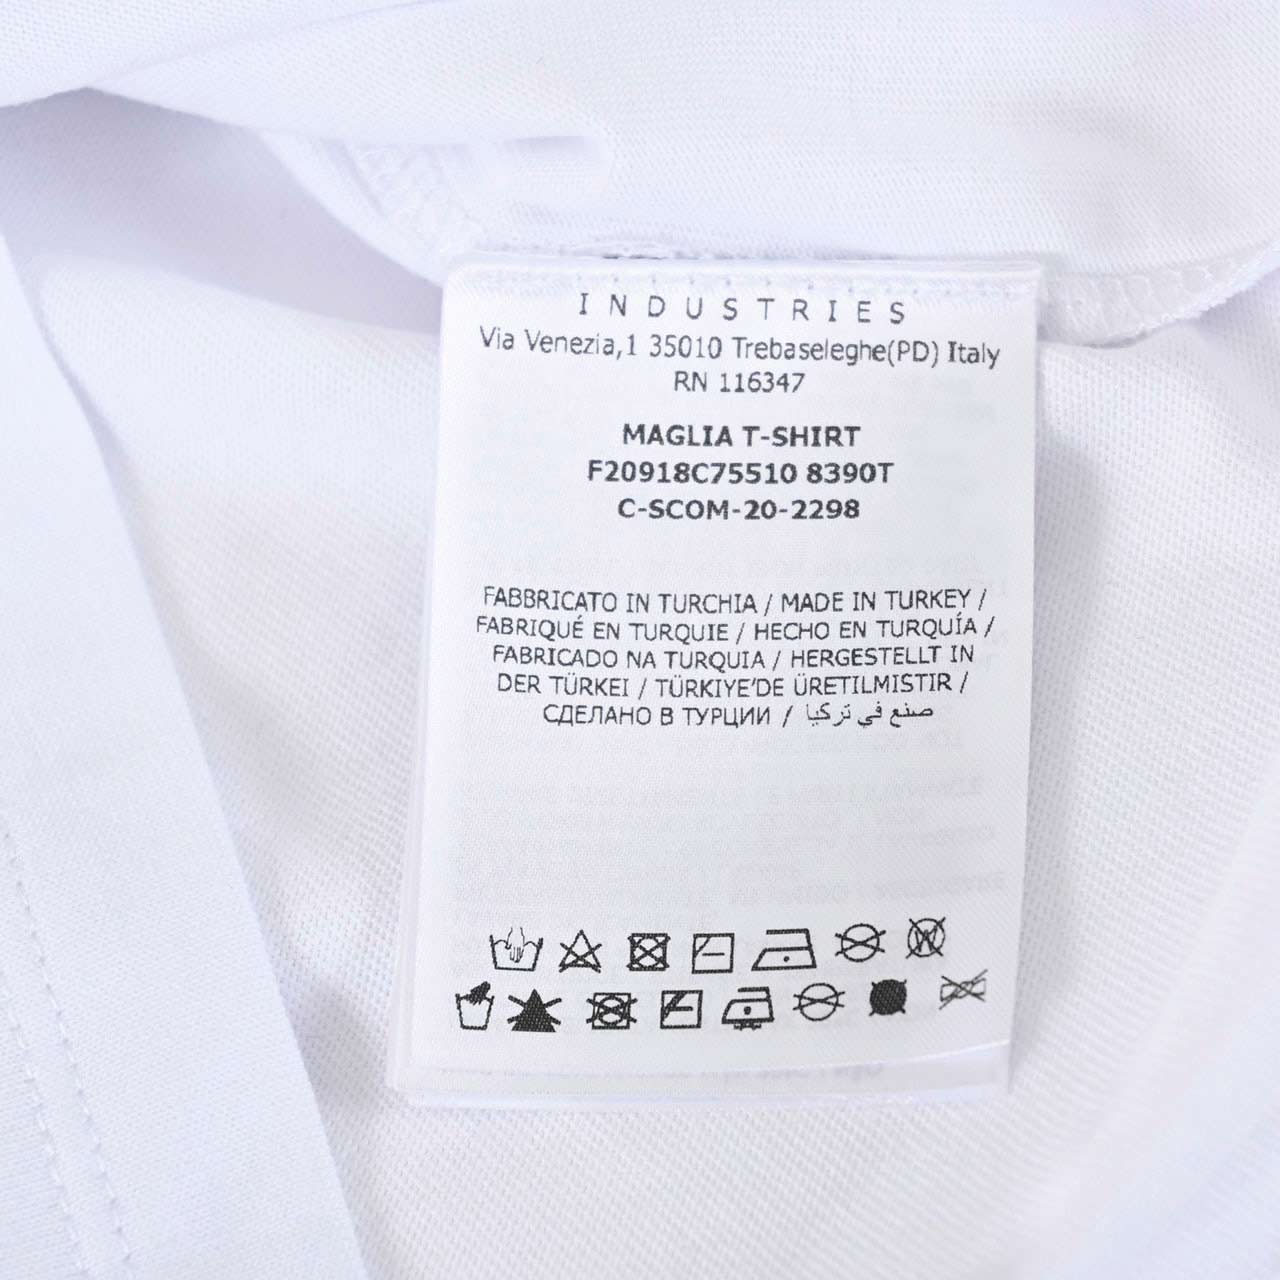 INDUSTRIES
Via Venezia,1 35010 Trebaseleghe(PD) Italy
RN 116347
MAGLIA T-SHIRT
F20918C75510 8390T
C-SCOM-20-2298
FABBRICATO IN TURCHIA / MADE IN TURKEY /
FABRIQUÉ EN TURQUIE / HECHO EN TURQUÍA /
FABRICADO NA TURQUIA / HERGESTELLT IN
DER TÜRKEI / TÜRKIYE'DE ÜRETILMISTIR /
СДЕЛАНО В ТУРЦИИ / صنع في تركيا
W